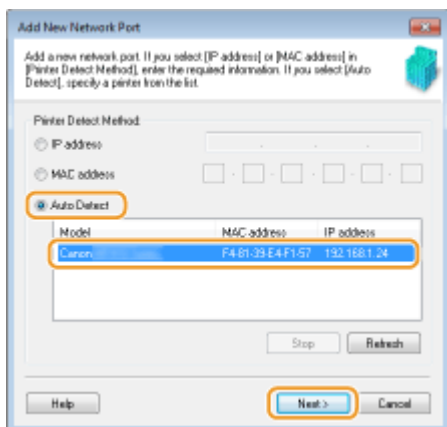 Add New Network Port
Add a new network port. If you select [IP address] or [MAC address] in
[Printer Detect Method], enter the required information. If you select [Auto
Detect], specify a printer from the list.
Printer Detect Method
IP address
MAC address
Auto Detect
Model MAC address IP address
Canon F4-81-39-E4-F1-57 192.168.1.24
Stop Refresh
Help Next > Cancel